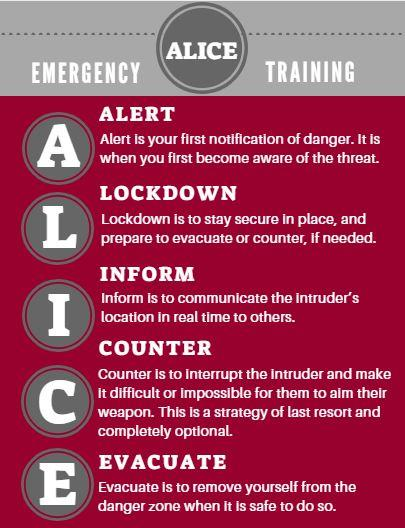 ALICE
EMERGENCY TRAINING
A
ALERT
Alert is your first notification of danger. It is
when you first become aware of the threat.
L
LOCKDOWN
Lockdown is to stay secure in place, and
prepare to evacuate or counter, if needed.
I
INFORM
Inform is to communicate the intruder's
location in real time to others.
C
COUNTER
Counter is to interrupt the intruder and make
it difficult or impossible for them to aim their
weapon. This is a strategy of last resort and
completely optional.
E
EVACUATE
Evacuate is to remove yourself from the
danger zone when it is safe to do so.